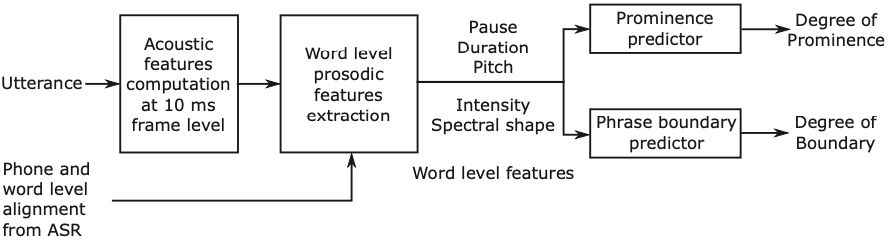 Utterance
Acoustic
features
computation
at 10 ms
frame level
Word level
prosodic
features
extraction
Pause
Duration
Pitch
Intensity
Spectral shape
Word level features
Prominence
predictor
Degree of
Prominence
Phrase boundary
predictor
Degree of
Boundary
Phone and
word level
alignment
from ASR